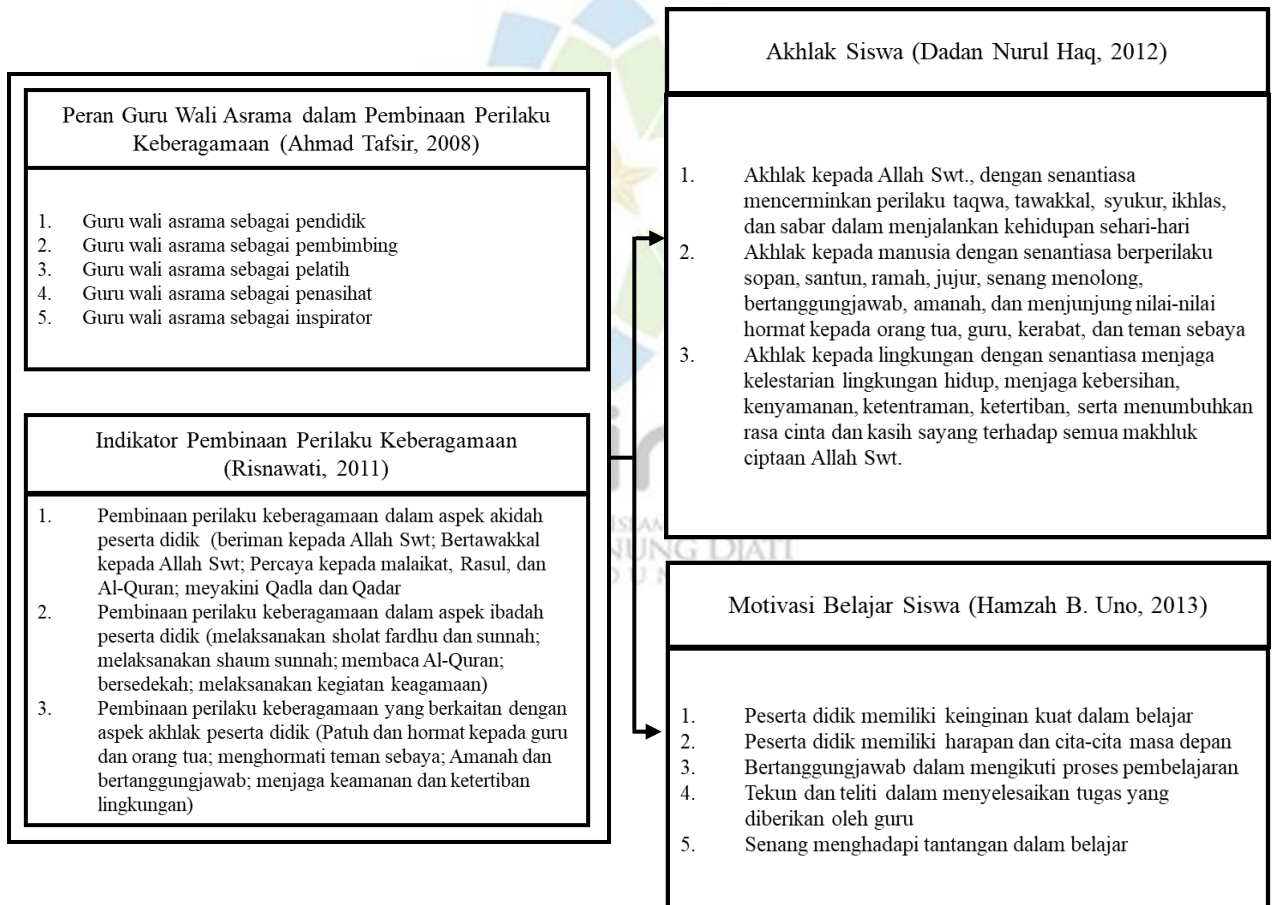 Peran Guru Wali Asrama dalam Pembinaan Perilaku
Keberagamaan (Ahmad Tafsir, 2008)
1. Guru wali asrama sebagai pendidik
2. Guru wali asrama sebagai pembimbing
3. Guru wali asrama sebagai pelatih
4. Guru wali asrama sebagai penasihat
5. Guru wali asrama sebagai inspirator
Indikator Pembinaan Perilaku Keberagamaan
(Risnawati, 2011)
1. Pembinaan perilaku keberagamaan dalam aspek akidah
peserta didik (beriman kepada Allah Swt; Bertawakkal
kepada Allah Swt; Percaya kepada malaikat, Rasul, dan
Al-Quran; meyakini Qadla dan Qadar
2. Pembinaan perilaku keberagamaan dalam aspek ibadah
peserta didik (melaksanakan sholat fardhu dan sunnah;
melaksanakan shaum sunnah; membaca Al-Quran;
bersedekah; melaksanakan kegiatan keagamaan)
3. Pembinaan perilaku keberagamaan yang berkaitan dengan
aspek akhlak peserta didik (Patuh dan hormat kepada guru
dan orang tua; menghormati teman sebaya; Amanah dan
bertanggungjawab; menjaga keamanan dan ketertiban
lingkungan)
Akhlak Siswa (Dadan Nurul Haq, 2012)
1. Akhlak kepada Allah Swt., dengan senantiasa
mencerminkan perilaku taqwa, tawakkal, syukur, ikhlas,
dan sabar dalam menjalankan kehidupan sehari-hari
2. Akhlak kepada manusia dengan senantiasa berperilaku
sopan, santun, ramah, jujur, senang menolong,
bertanggungjawab, amanah, dan menjunjung nilai-nilai
hormat kepada orang tua, guru, kerabat, dan teman sebaya
3. Akhlak kepada lingkungan dengan senantiasa menjaga
kelestarian lingkungan hidup, menjaga kebersihan,
kenyamanan, ketentraman, ketertiban, serta menumbuhkan
rasa cinta dan kasih sayang terhadap semua makhluk
ciptaan Allah Swt.
DJATI
Motivasi Belajar Siswa (Hamzah B. Uno, 2013)
1. Peserta didik memiliki keinginan kuat dalam belajar
2. Peserta didik memiliki harapan dan cita-cita masa depan
3. Bertanggungjawab dalam mengikuti proses pembelajaran
4. Tekun dan teliti dalam menyelesaikan tugas yang
diberikan oleh guru
5. Senang menghadapi tantangan dalam belajar